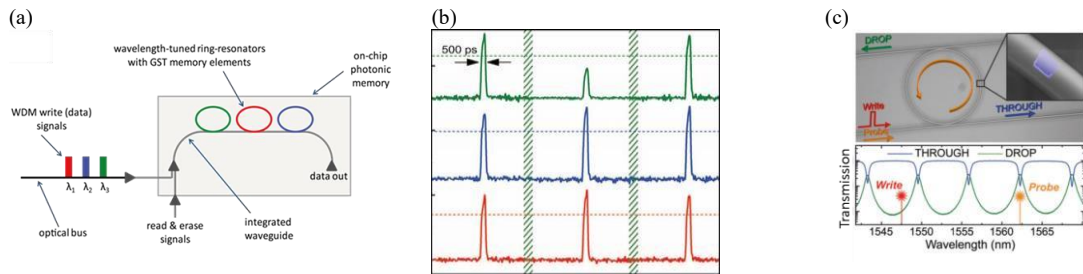 (a)
wavelength-tuned ring-resonators
with GST memory elements
on-chip
photonic
memory
WDM write (data)
signals
λ1 λ2 λ3
data out
optical bus
read & erase
signals
integrated
waveguide
(b)
500 ps
(c)
DROP
Write
Probe
THROUGH
Transmission
THROUGH DROP
Write
Probe
1545 1550 1555 1560 1565
Wavelength (nm)